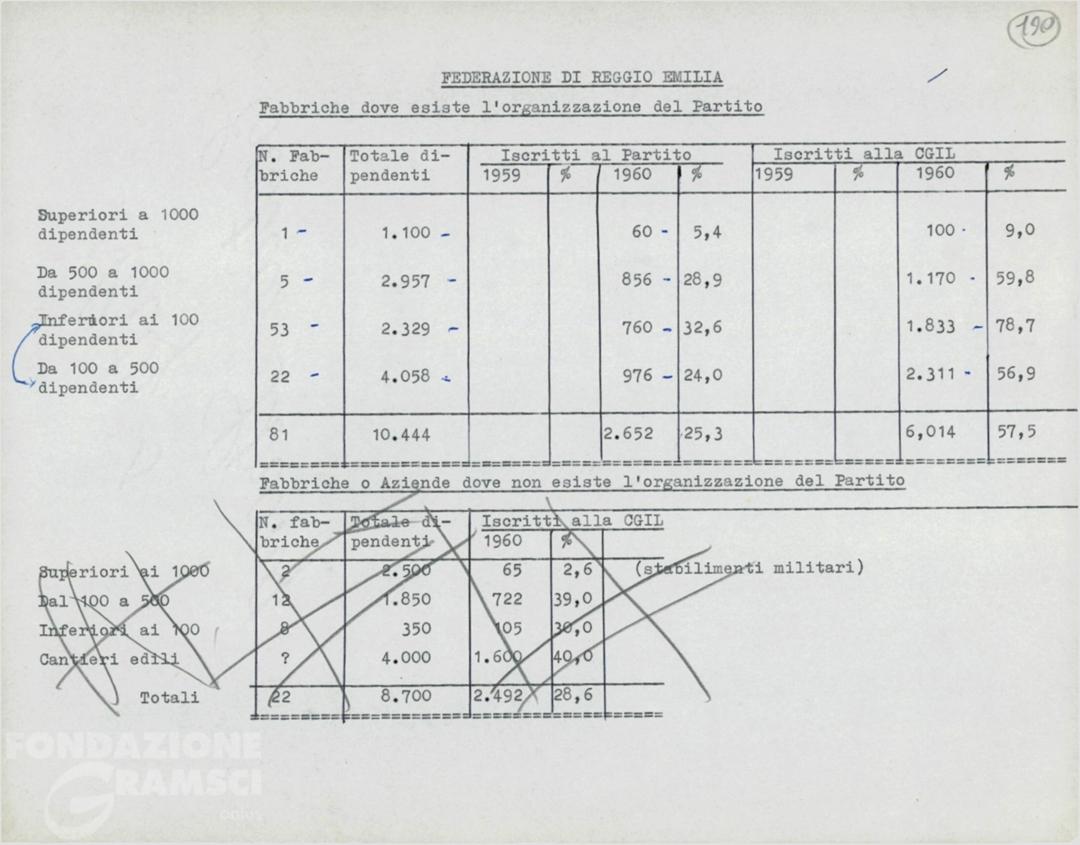 190
FEDERAZIONE DI REGGIO EMILIA
Fabbriche dove esiste l'organizzazione del Partito
N. Fab- Totale di- Iscritti al Partito Iscritti alla CGIL
briche pendenti 1959 % 1960 % 1959 % 1960 %
Superiori a 1000
dipendenti 1 - 1.100 - 60 - 5,4 100 - 9,0
Da 500 a 1000
dipendenti 5 - 2.957 - 856 - 28,9 1.170 - 59,8
Inferiori ai 100
dipendenti 53 - 2.329 - 760 - 32,6 1.833 - 78,7
Da 100 a 500
dipendenti 22 - 4.058 - 976 - 24,0 2.311 - 56,9
81 10.444 2.652 25,3 6,014 57,5
Fabbriche o Aziende dove non esiste l'organizzazione del Partito
N. fab- Totale di- Iscritti alla CGIL
briche pendenti 1960 %
Superiori ai 1000 2 2.500 65 2,6 (stabilimenti militari)
Dal 100 a 500 12 1.850 722 39,0
Inferiori ai 100 8 350 105 30,0
Cantieri edili ? 4.000 1.600 40,0
Totali 22 8.700 2.492 28,6
FONDAZIONE
GRAMSCI
onlus